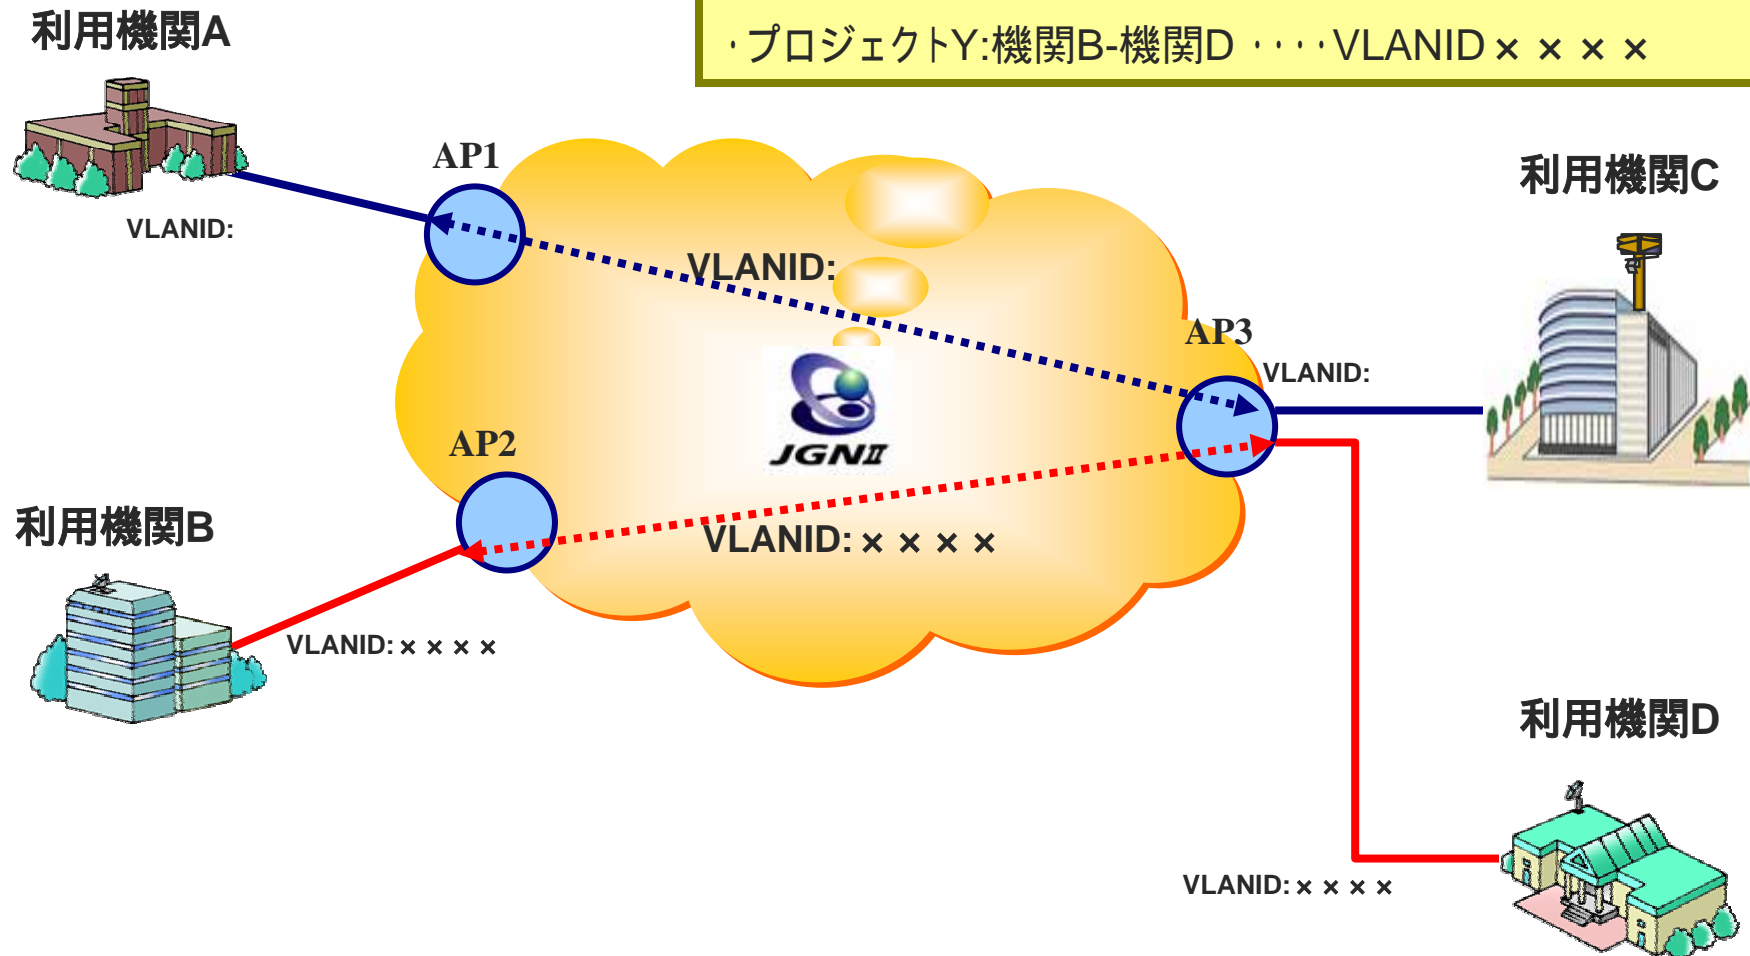 利用機関A
・プロジェクトY:機関B-機関D ‥‥VLANID××××
AP1
利用機関C
VLANID:
VLANID:
AP3
VLANID:
JGNII
AP2
利用機関B
VLANID:××××
VLANID:××××
利用機関D
VLANID:××××